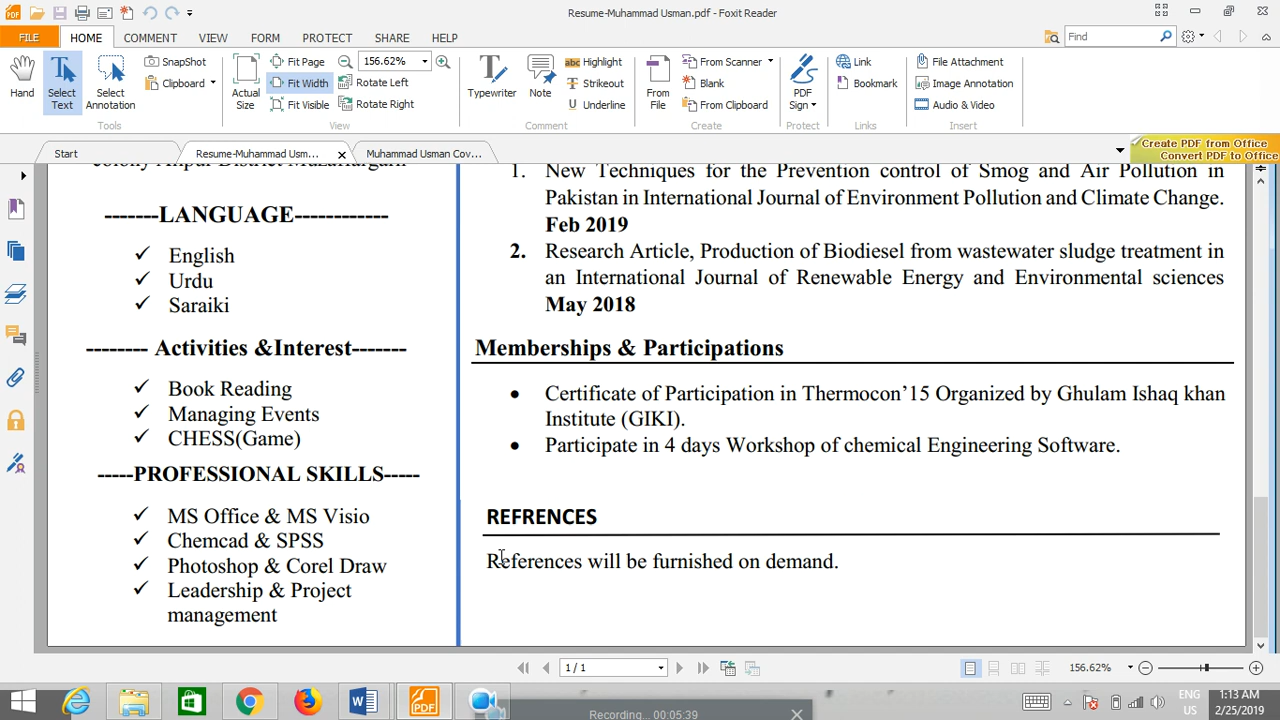 Resume-Muhammad Usman.pdf - Foxit Reader
FILE HOME COMMENT VIEW FORM PROTECT SHARE HELP
Find
Hand
Select Text
Select Annotation
SnapShot
Clipboard
Tools
Actual Size
Fit Page
Fit Width
Fit Visible
156.62%
Rotate Left
Rotate Right
View
Typewriter
Note
Highlight
Strikeout
Underline
Comment
From File
From Scanner
Blank
From Clipboard
Create
PDF Sign
Protect
Link
Bookmark
Links
File Attachment
Image Annotation
Audio & Video
Insert
Start
Resume-Muhammad Usm...
Muhammad Usman Cov...
Create PDF from Office
Convert PDF to Office
-------LANGUAGE------------
English
Urdu
Saraiki
-------- Activities &Interest-------
Book Reading
Managing Events
CHESS(Game)
-----PROFESSIONAL SKILLS-----
MS Office & MS Visio
Chemcad & SPSS
Photoshop & Corel Draw
Leadership & Project
management
1. New Techniques for the Prevention control of Smog and Air Pollution in
Pakistan in International Journal of Environment Pollution and Climate Change.
Feb 2019
2. Research Article, Production of Biodiesel from wastewater sludge treatment in
an International Journal of Renewable Energy and Environmental sciences
May 2018
Memberships & Participations
Certificate of Participation in Thermocon’15 Organized by Ghulam Ishaq khan
Institute (GIKI).
Participate in 4 days Workshop of chemical Engineering Software.
REFRENCES
References will be furnished on demand.
1 / 1
156.62%
ENG
US
1:13 AM
2/25/2019
Recording... 00:05:39